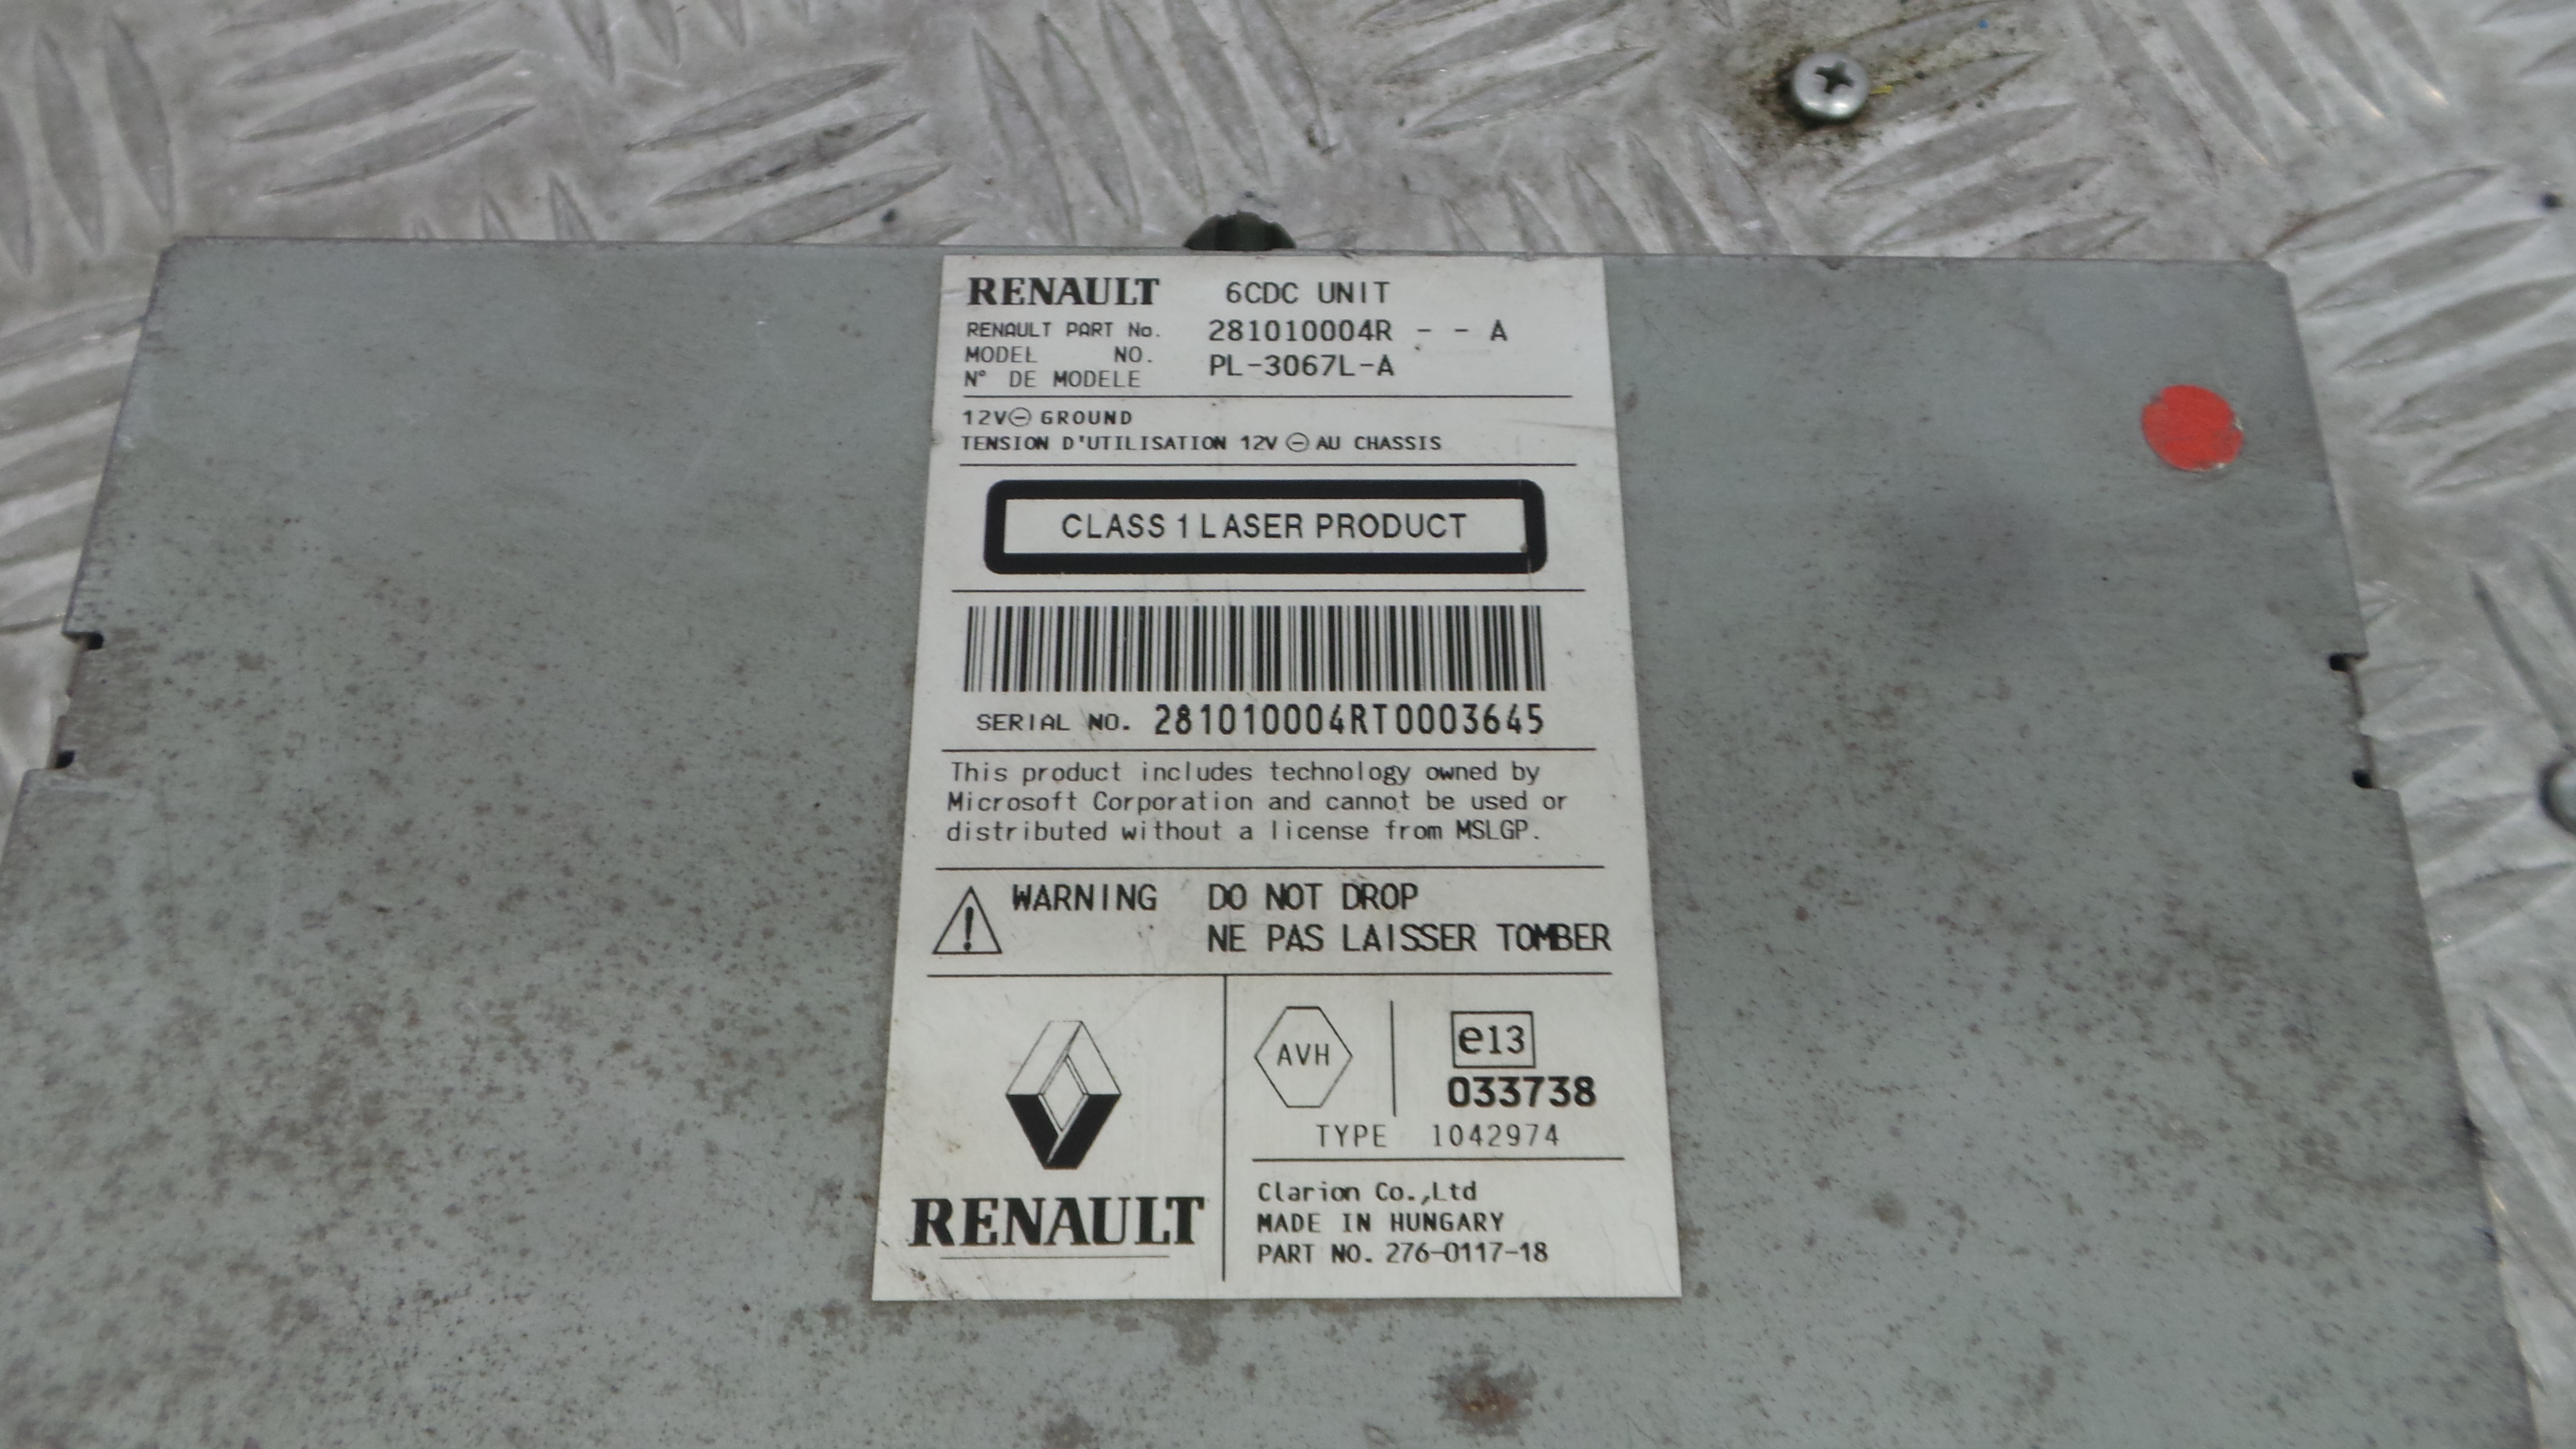 RENAULT 6CDC UNIT
RENAULT PART No. 281010004R - - A
MODEL NO. PL-3067L-A
N° DE MODELE
12V⊖ GROUND
TENSION D'UTILISATION 12V ⊖ AU CHASSIS
CLASS 1 LASER PRODUCT
SERIAL NO. 281010004RT0003645
This product includes technology owned by
Microsoft Corporation and cannot be used or
distributed without a license from MSLGP.
WARNING DO NOT DROP
NE PAS LAISSER TOMBER
AVH
e13
033738
TYPE 1042974
RENAULT
Clarion Co.,Ltd
MADE IN HUNGARY
PART NO. 276-0117-18